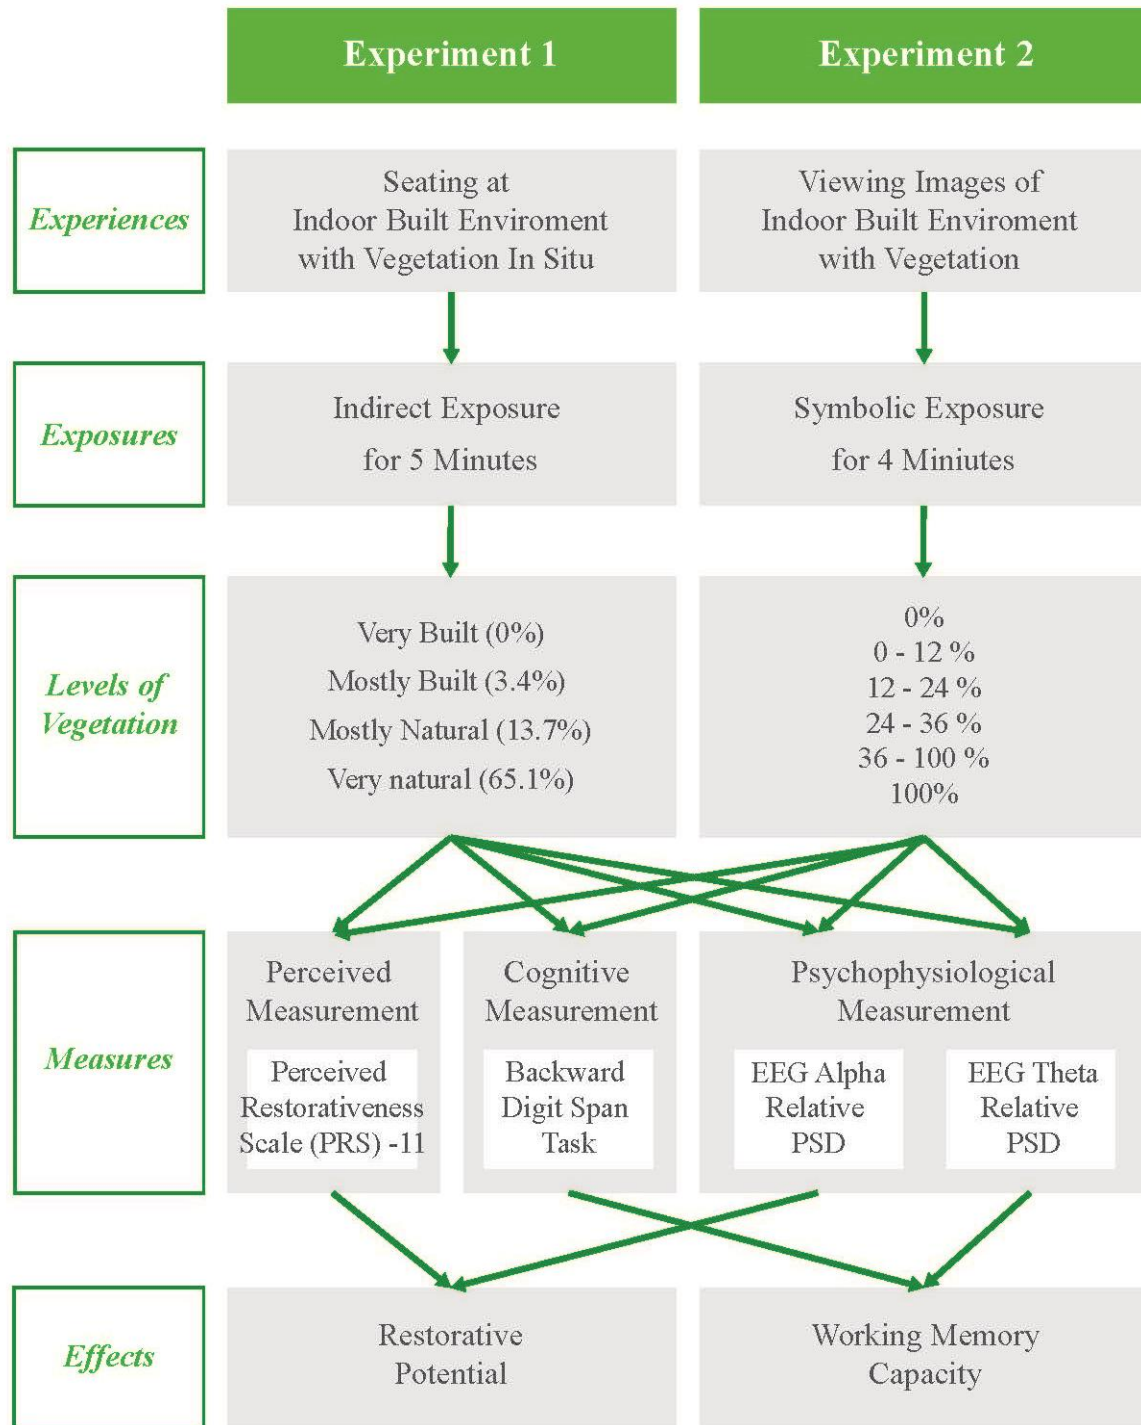 Experiment 1
Experiment 2
Experiences
Seating at
Indoor Built Enviroment
with Vegetation In Situ
Viewing Images of
Indoor Built Enviroment
with Vegetation
Exposures
Indirect Exposure
for 5 Minutes
Symbolic Exposure
for 4 Miniutes
Levels of
Vegetation
Very Built (0%)
Mostly Built (3.4%)
Mostly Natural (13.7%)
Very natural (65.1%)
0%
0 - 12 %
12 - 24 %
24 - 36 %
36 - 100 %
100%
Measures
Perceived
Measurement
Perceived
Restorativeness
Scale (PRS) -11
Cognitive
Measurement
Backward
Digit Span
Task
Psychophysiological
Measurement
EEG Alpha
Relative
PSD
EEG Theta
Relative
PSD
Effects
Restorative
Potential
Working Memory
Capacity